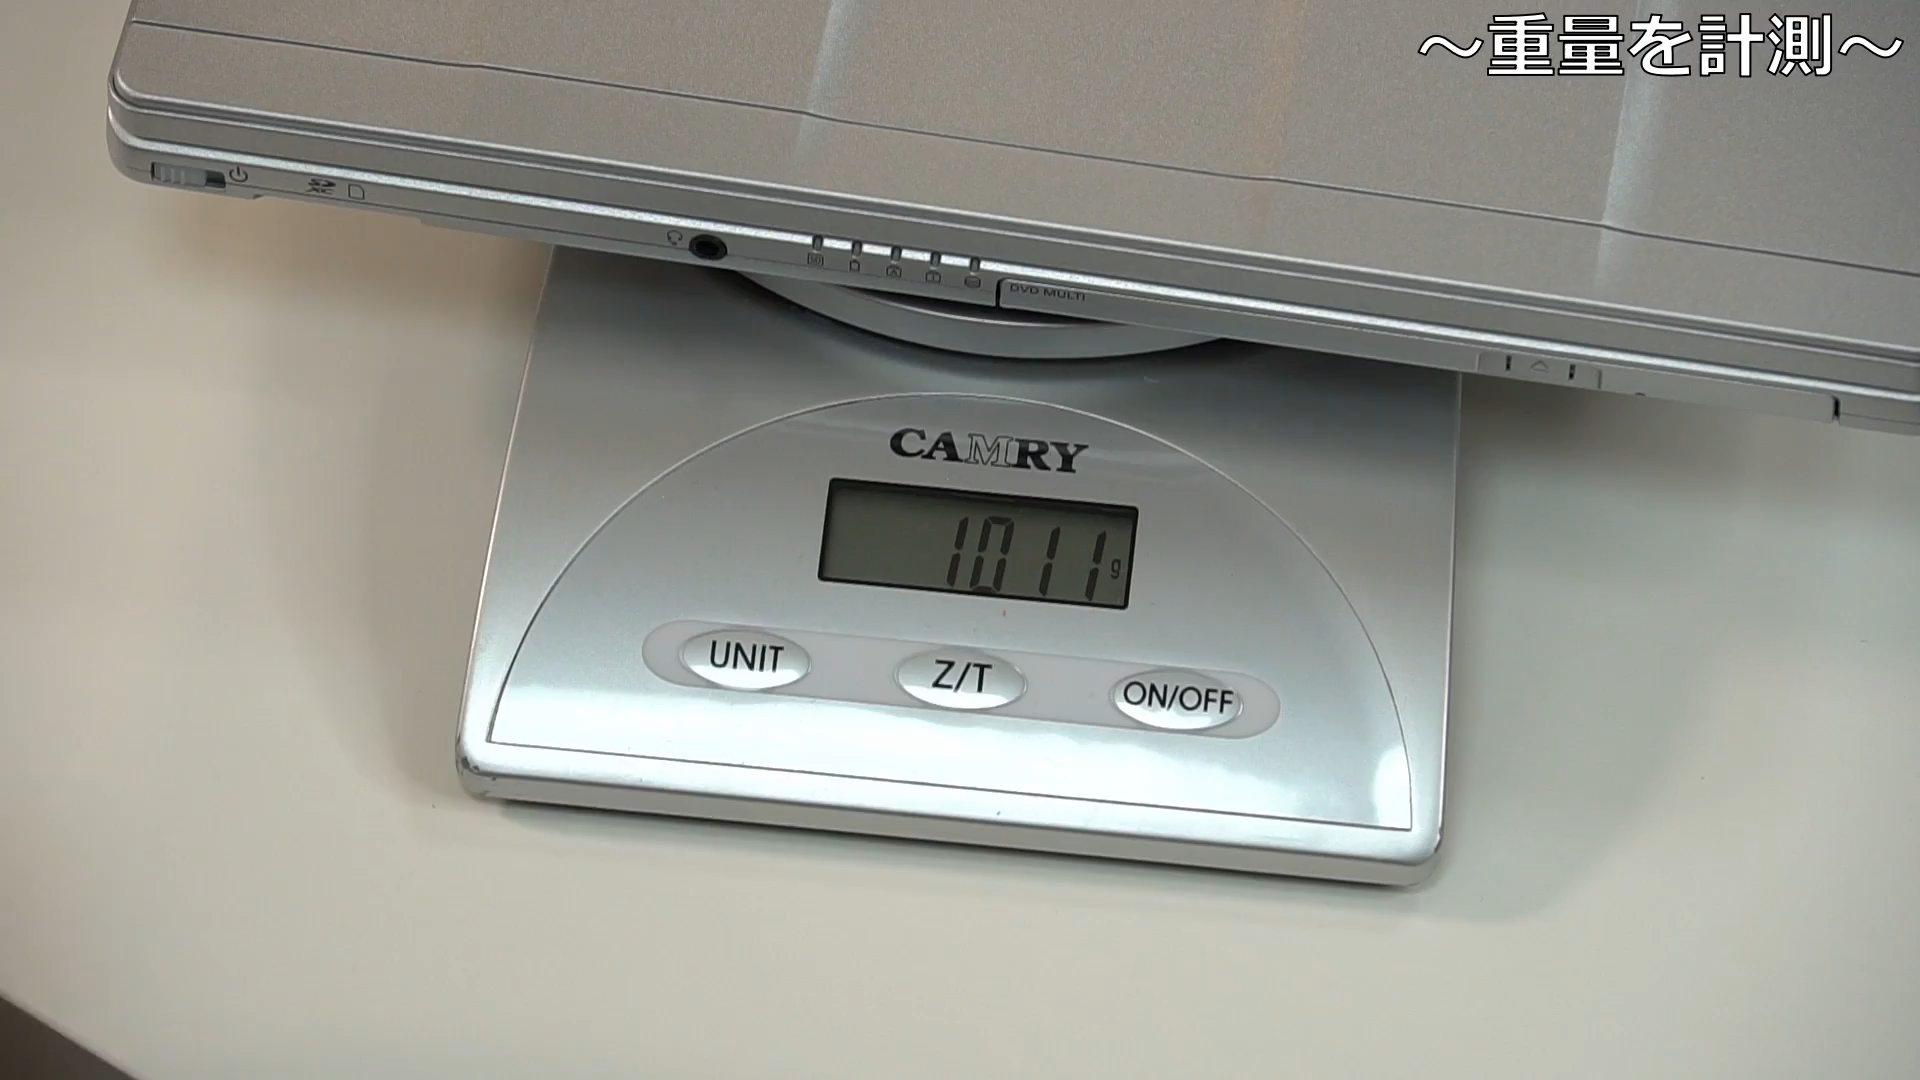 ～重量を計測～
DVD MULTI
CAMRY
1011g
UNIT Z/T ON/OFF